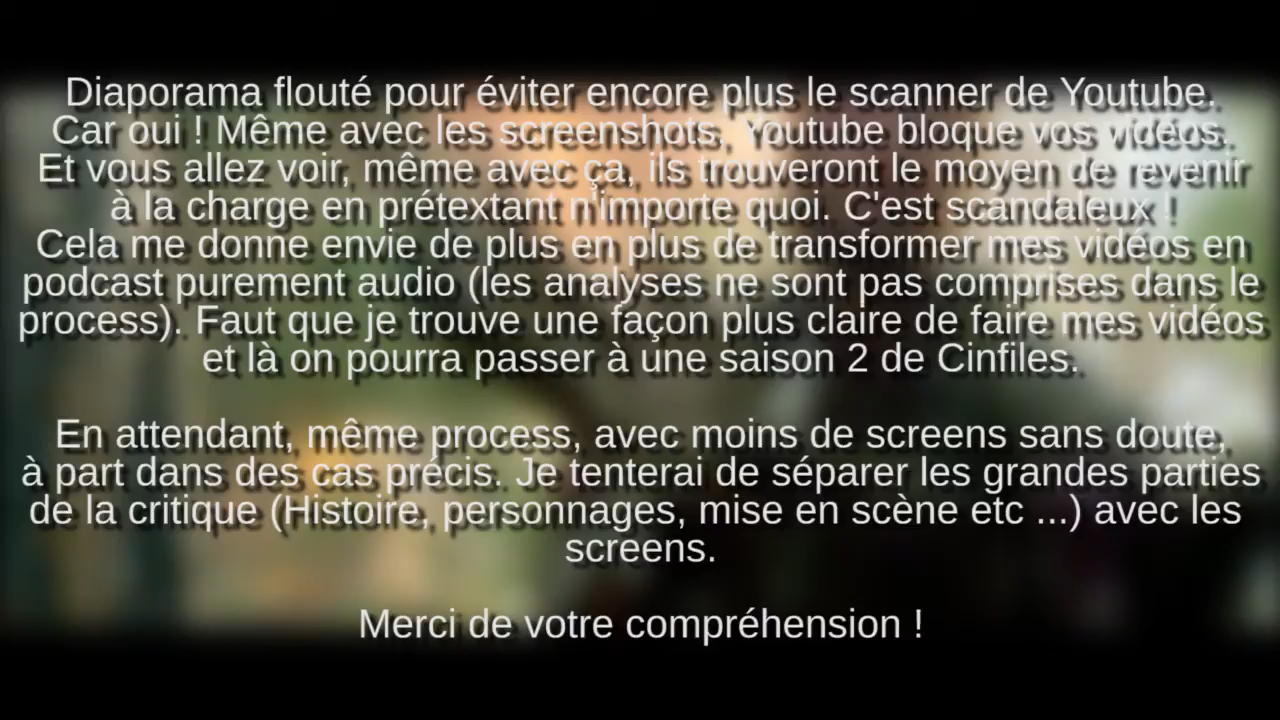 Diaporama flouté pour éviter encore plus le scanner de Youtube.
Car oui ! Même avec les screenshots, Youtube bloque vos vidéos.
Et vous allez voir, même avec ça, ils trouveront le moyen de revenir
à la charge en prétextant n'importe quoi. C'est scandaleux !
Cela me donne envie de plus en plus de transformer mes vidéos en
podcast purement audio (les analyses ne sont pas comprises dans le
process). Faut que je trouve une façon plus claire de faire mes vidéos
et là on pourra passer à une saison 2 de Cinfiles.
En attendant, même process, avec moins de screens sans doute,
à part dans des cas précis. Je tenterai de séparer les grandes parties
de la critique (Histoire, personnages, mise en scène etc ...) avec les
screens.
Merci de votre compréhension !